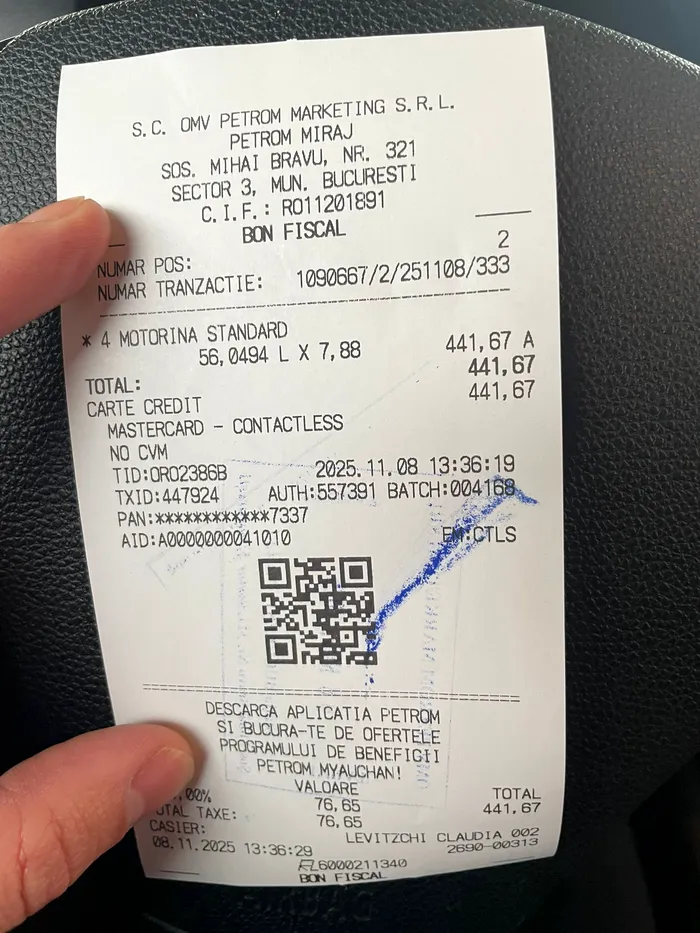 S.C. OMV PETROM MARKETING S.R.L.
PETROM MIRAJ
SOS. MIHAI BRAVU, NR. 321
SECTOR 3, MUN. BUCURESTI
C.I.F.: RO11201891
BON FISCAL
NUMAR POS: 2
NUMAR TRANZACTIE: 1090667/2/251108/333
* 4 MOTORINA STANDARD
56,0494 L X 7,88 441,67 A
TOTAL: 441,67
CARTE CREDIT 441,67
MASTERCARD - CONTACTLESS
NO CVM
TID:ORO2386B 2025.11.08 13:36:19
TXID:447924 AUTH:557391 BATCH:004168
PAN:************7337
AID:A0000000041010 EM:CTLS
DESCARCA APLICATIA PETROM
SI BUCURA-TE DE OFERTELE
PROGRAMULUI DE BENEFICII
PETROM MYAUCHAN!
VALOARE TOTAL
,00% 76,65 441,67
TAXE: 76,65
CASIER: LEVITZCHI CLAUDIA 002
08.11.2025 13:36:29 2690-00313
6000211340
BON FISCAL